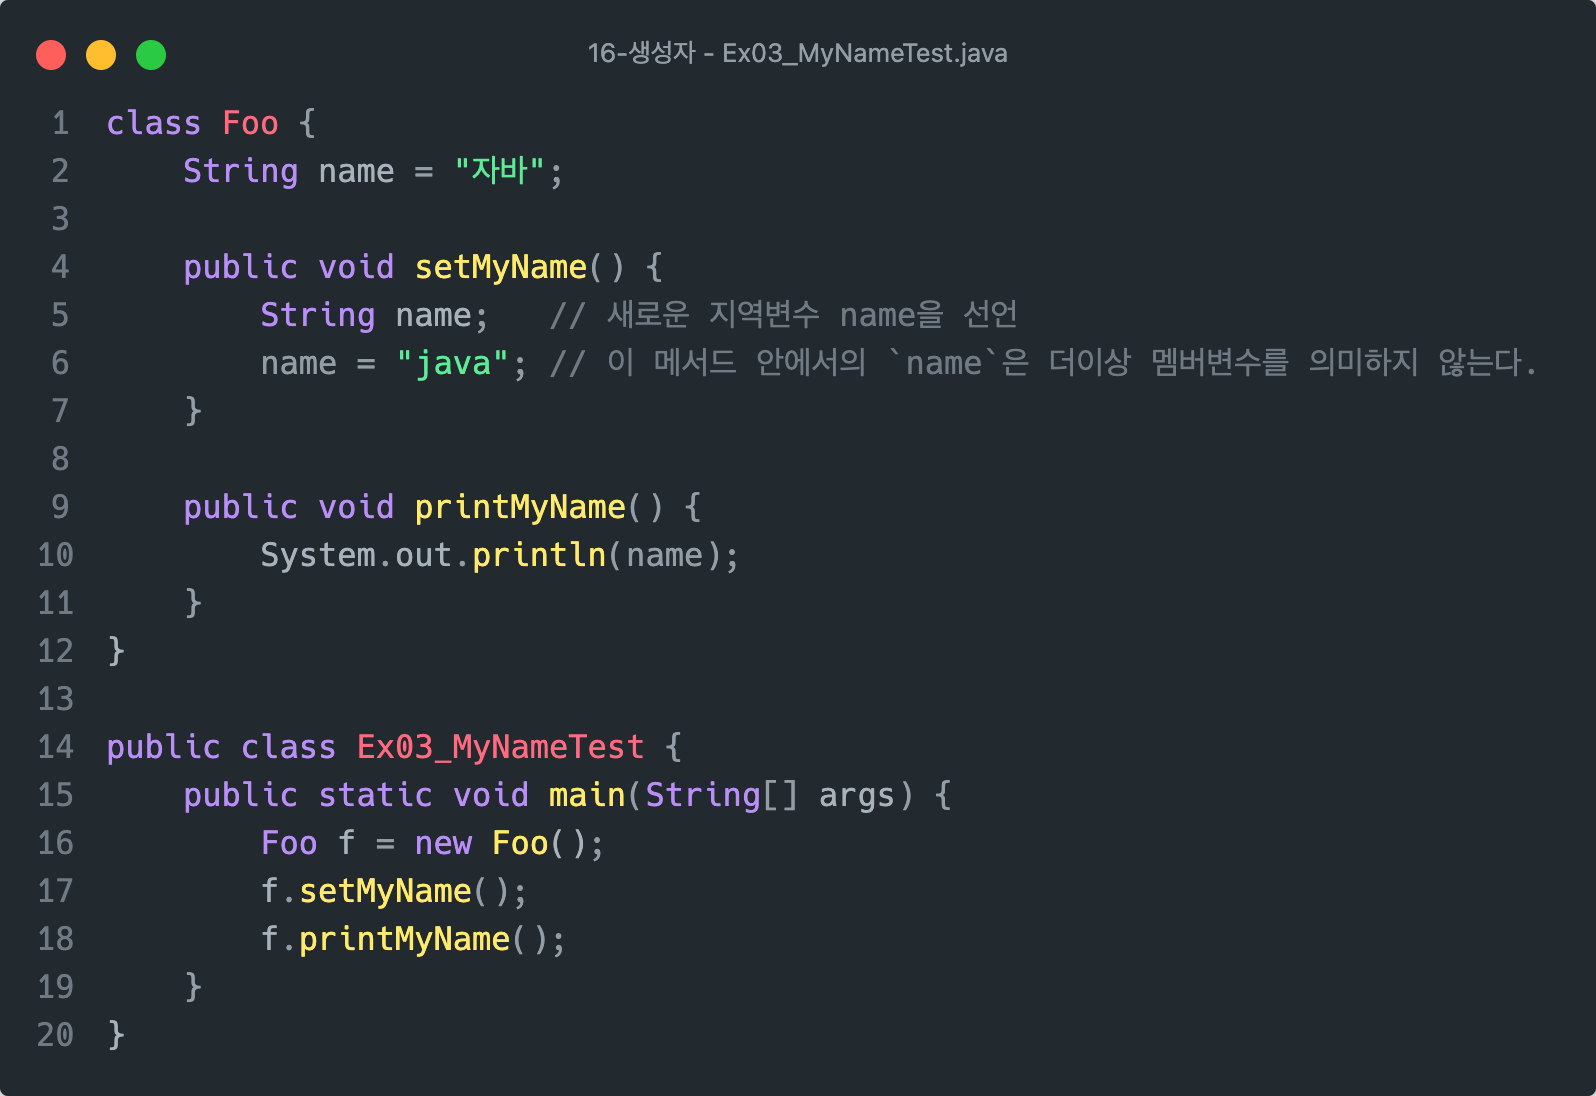 16-생성자 - Ex03_MyNameTest.java
1 class Foo {
2     String name = "자바";
3
4     public void setMyName() {
5         String name;   // 새로운 지역변수 name을 선언
6         name = "java"; // 이 메서드 안에서의 `name`은 더이상 멤버변수를 의미하지 않는다.
7     }
8
9     public void printMyName() {
10         System.out.println(name);
11     }
12 }
13
14 public class Ex03_MyNameTest {
15     public static void main(String[] args) {
16         Foo f = new Foo();
17         f.setMyName();
18         f.printMyName();
19     }
20 }